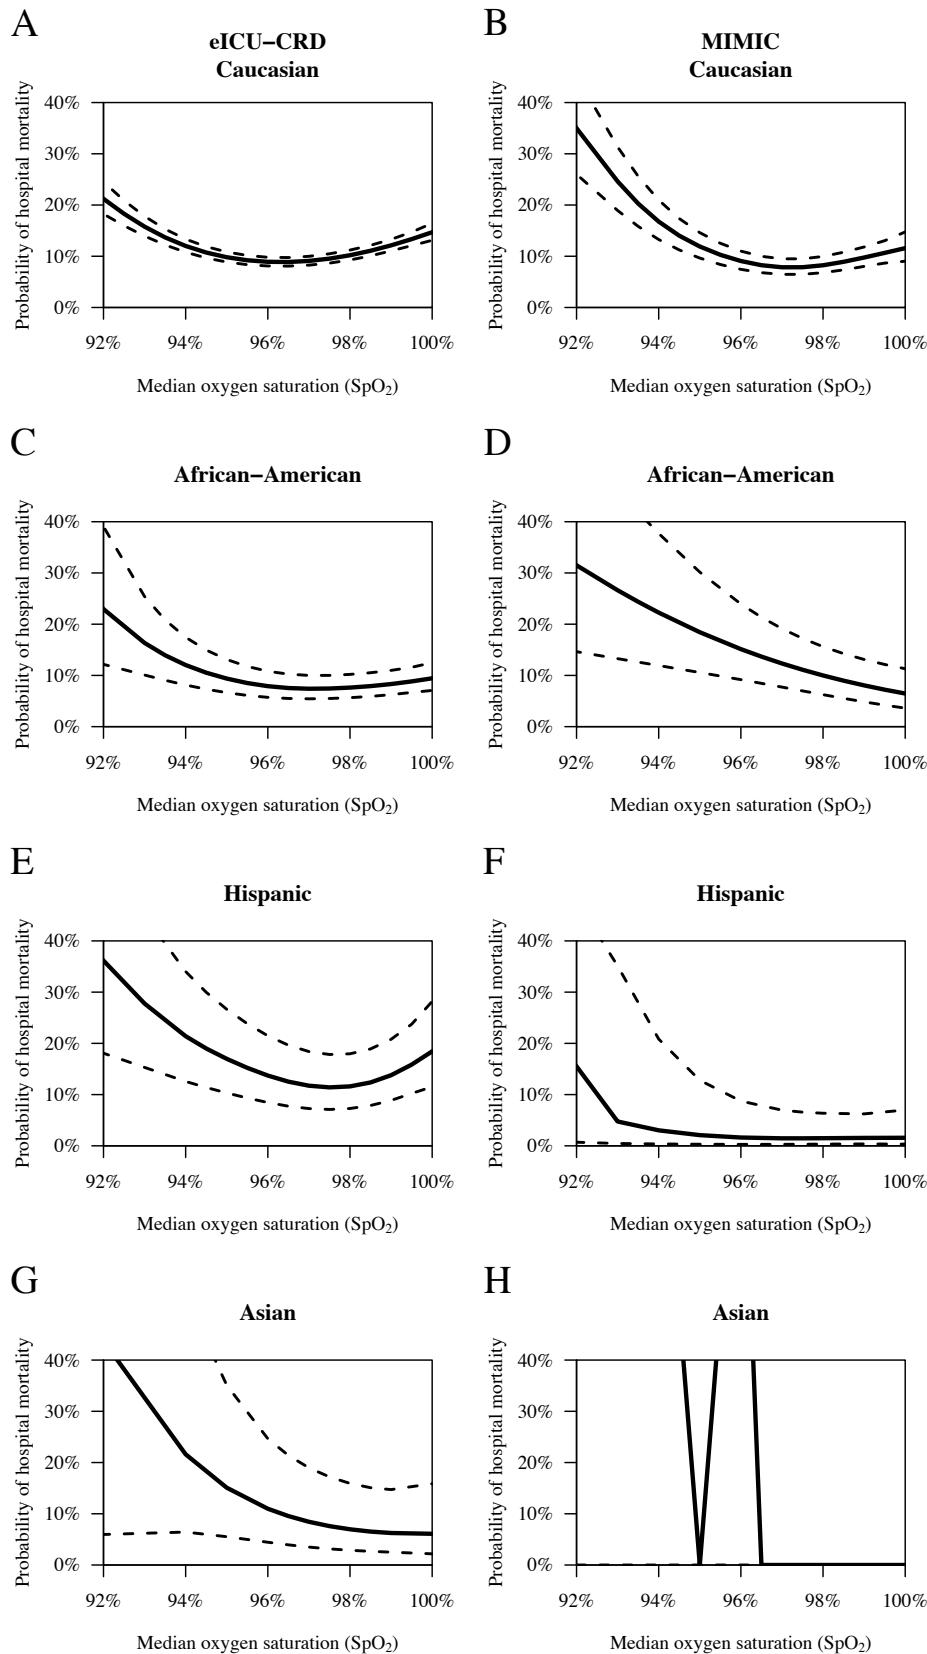 A
eICU−CRD
Caucasian
Probability of hospital mortality
40%
30%
20%
10%
0%
92% 94% 96% 98% 100%
Median oxygen saturation (SpO₂)
B
MIMIC
Caucasian
Probability of hospital mortality
40%
30%
20%
10%
0%
92% 94% 96% 98% 100%
Median oxygen saturation (SpO₂)
C
African−American
Probability of hospital mortality
40%
30%
20%
10%
0%
92% 94% 96% 98% 100%
Median oxygen saturation (SpO₂)
D
African−American
Probability of hospital mortality
40%
30%
20%
10%
0%
92% 94% 96% 98% 100%
Median oxygen saturation (SpO₂)
E
Hispanic
Probability of hospital mortality
40%
30%
20%
10%
0%
92% 94% 96% 98% 100%
Median oxygen saturation (SpO₂)
F
Hispanic
Probability of hospital mortality
40%
30%
20%
10%
0%
92% 94% 96% 98% 100%
Median oxygen saturation (SpO₂)
G
Asian
Probability of hospital mortality
40%
30%
20%
10%
0%
92% 94% 96% 98% 100%
Median oxygen saturation (SpO₂)
H
Asian
Probability of hospital mortality
40%
30%
20%
10%
0%
92% 94% 96% 98% 100%
Median oxygen saturation (SpO₂)